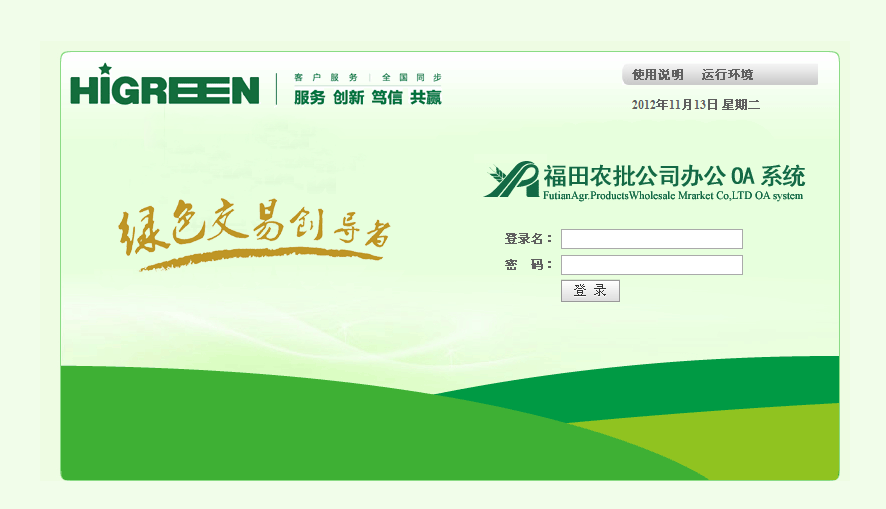 HIGREEN
客户服务 | 全国同步
服务 创新 笃信 共赢
使用说明 运行环境
2012年11月13日 星期二
绿色交易创导者
福田农批公司办公OA系统
FutianAgr.ProductsWholesale Mrarket Co,LTD OA system
登录名：
密 码：
登 录